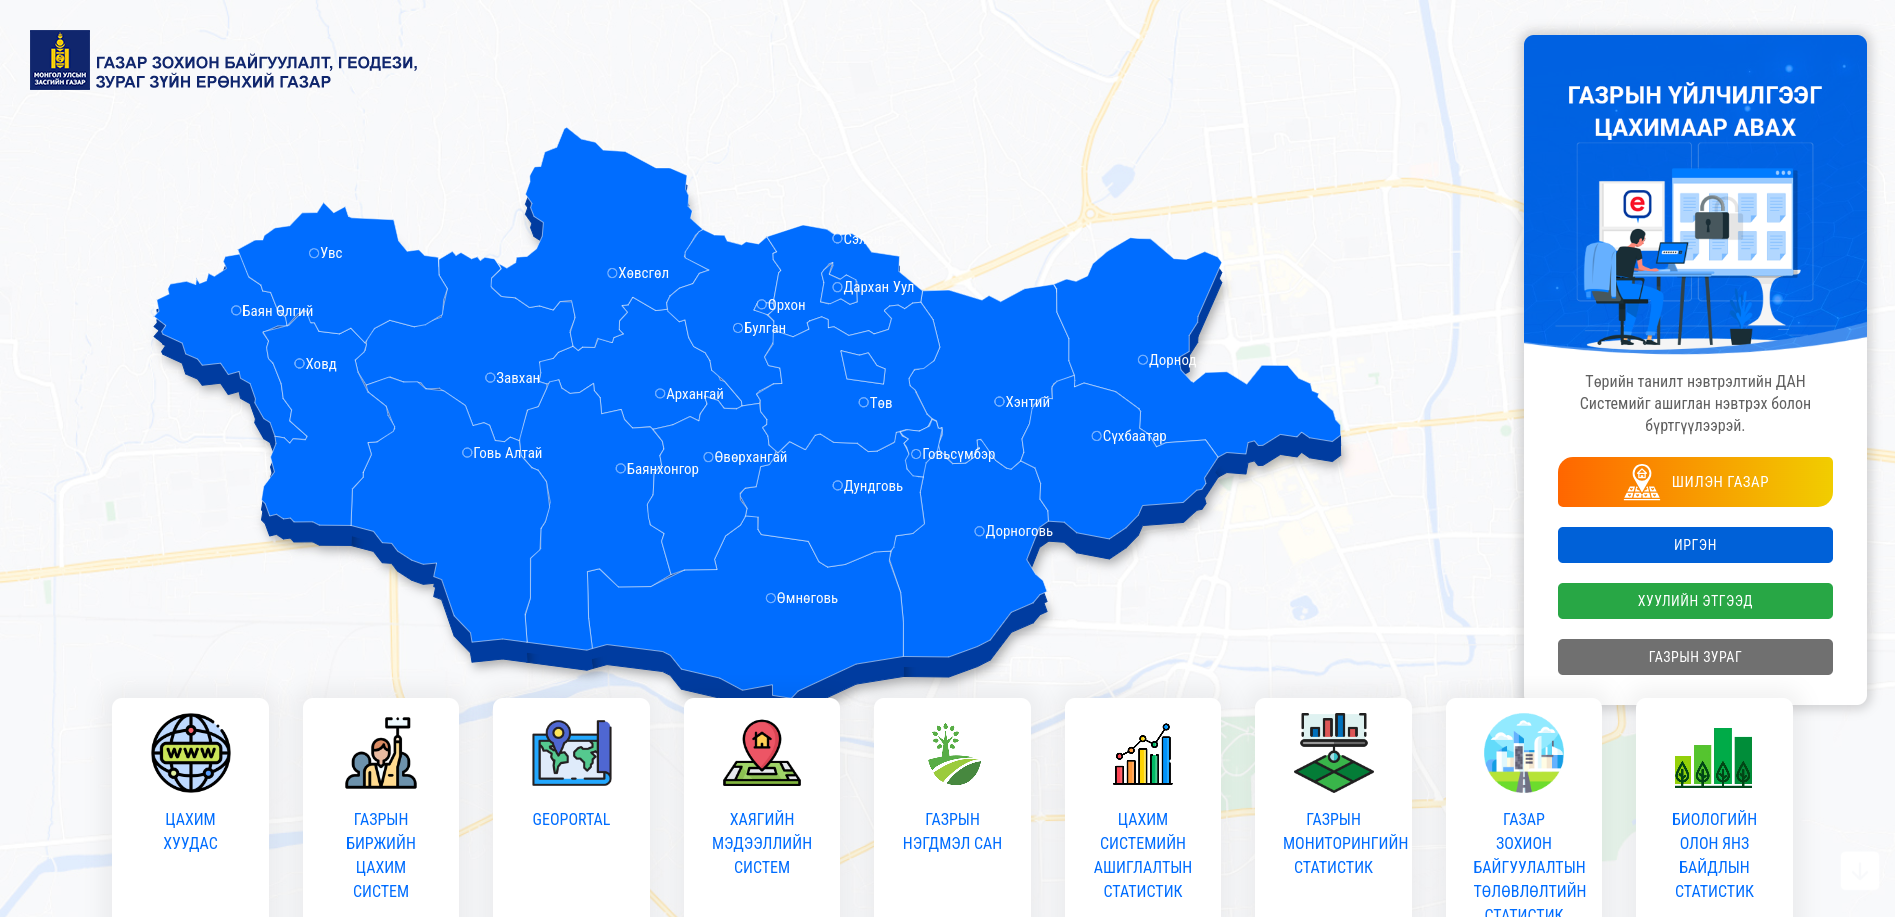 МОНГОЛ УЛСЫН
ЗАСГИЙН ГАЗАР
ГАЗАР ЗОХИОН БАЙГУУЛАЛТ, ГЕОДЕЗИ,
ЗУРАГ ЗҮЙН ЕРӨНХИЙ ГАЗАР
Увс
Баян Өлгий
Ховд
Хөвсгөл
Завхан
Архангай
Орхон
Булган
Дархан Уул
Төв
Хэнтий
Дорнод
Сүхбаатар
Говь Алтай
Баянхонгор
Өвөрхангай
Говьсүмбэр
Дундговь
Дорноговь
Өмнөговь
ГАЗРЫН ҮЙЛЧИЛГЭЭГ
ЦАХИМААР АВАХ
e
Төрийн танилт нэвтрэлтийн ДАН
Системийг ашиглан нэвтрэх болон
бүртгүүлээрэй.
ШИЛЭН ГАЗАР
ИРГЭН
ХУУЛИЙН ЭТГЭЭД
ГАЗРЫН ЗУРАГ
WWW
ЦАХИМ
ХУУДАС
ГАЗРЫН
БИРЖИЙН
ЦАХИМ
СИСТЕМ
GEOPORTAL
ХАЯГИЙН
МЭДЭЭЛЛИЙН
СИСТЕМ
ГАЗРЫН
НЭГДМЭЛ САН
ЦАХИМ
СИСТЕМИЙН
АШИГЛАЛТЫН
СТАТИСТИК
ГАЗРЫН
МОНИТОРИНГИЙН
СТАТИСТИК
ГАЗАР
ЗОХИОН
БАЙГУУЛАЛТЫН
ТӨЛӨВЛӨЛТИЙН
СТАТИСТИК
БИОЛОГИЙН
ОЛОН ЯНЗ
БАЙДЛЫН
СТАТИСТИК